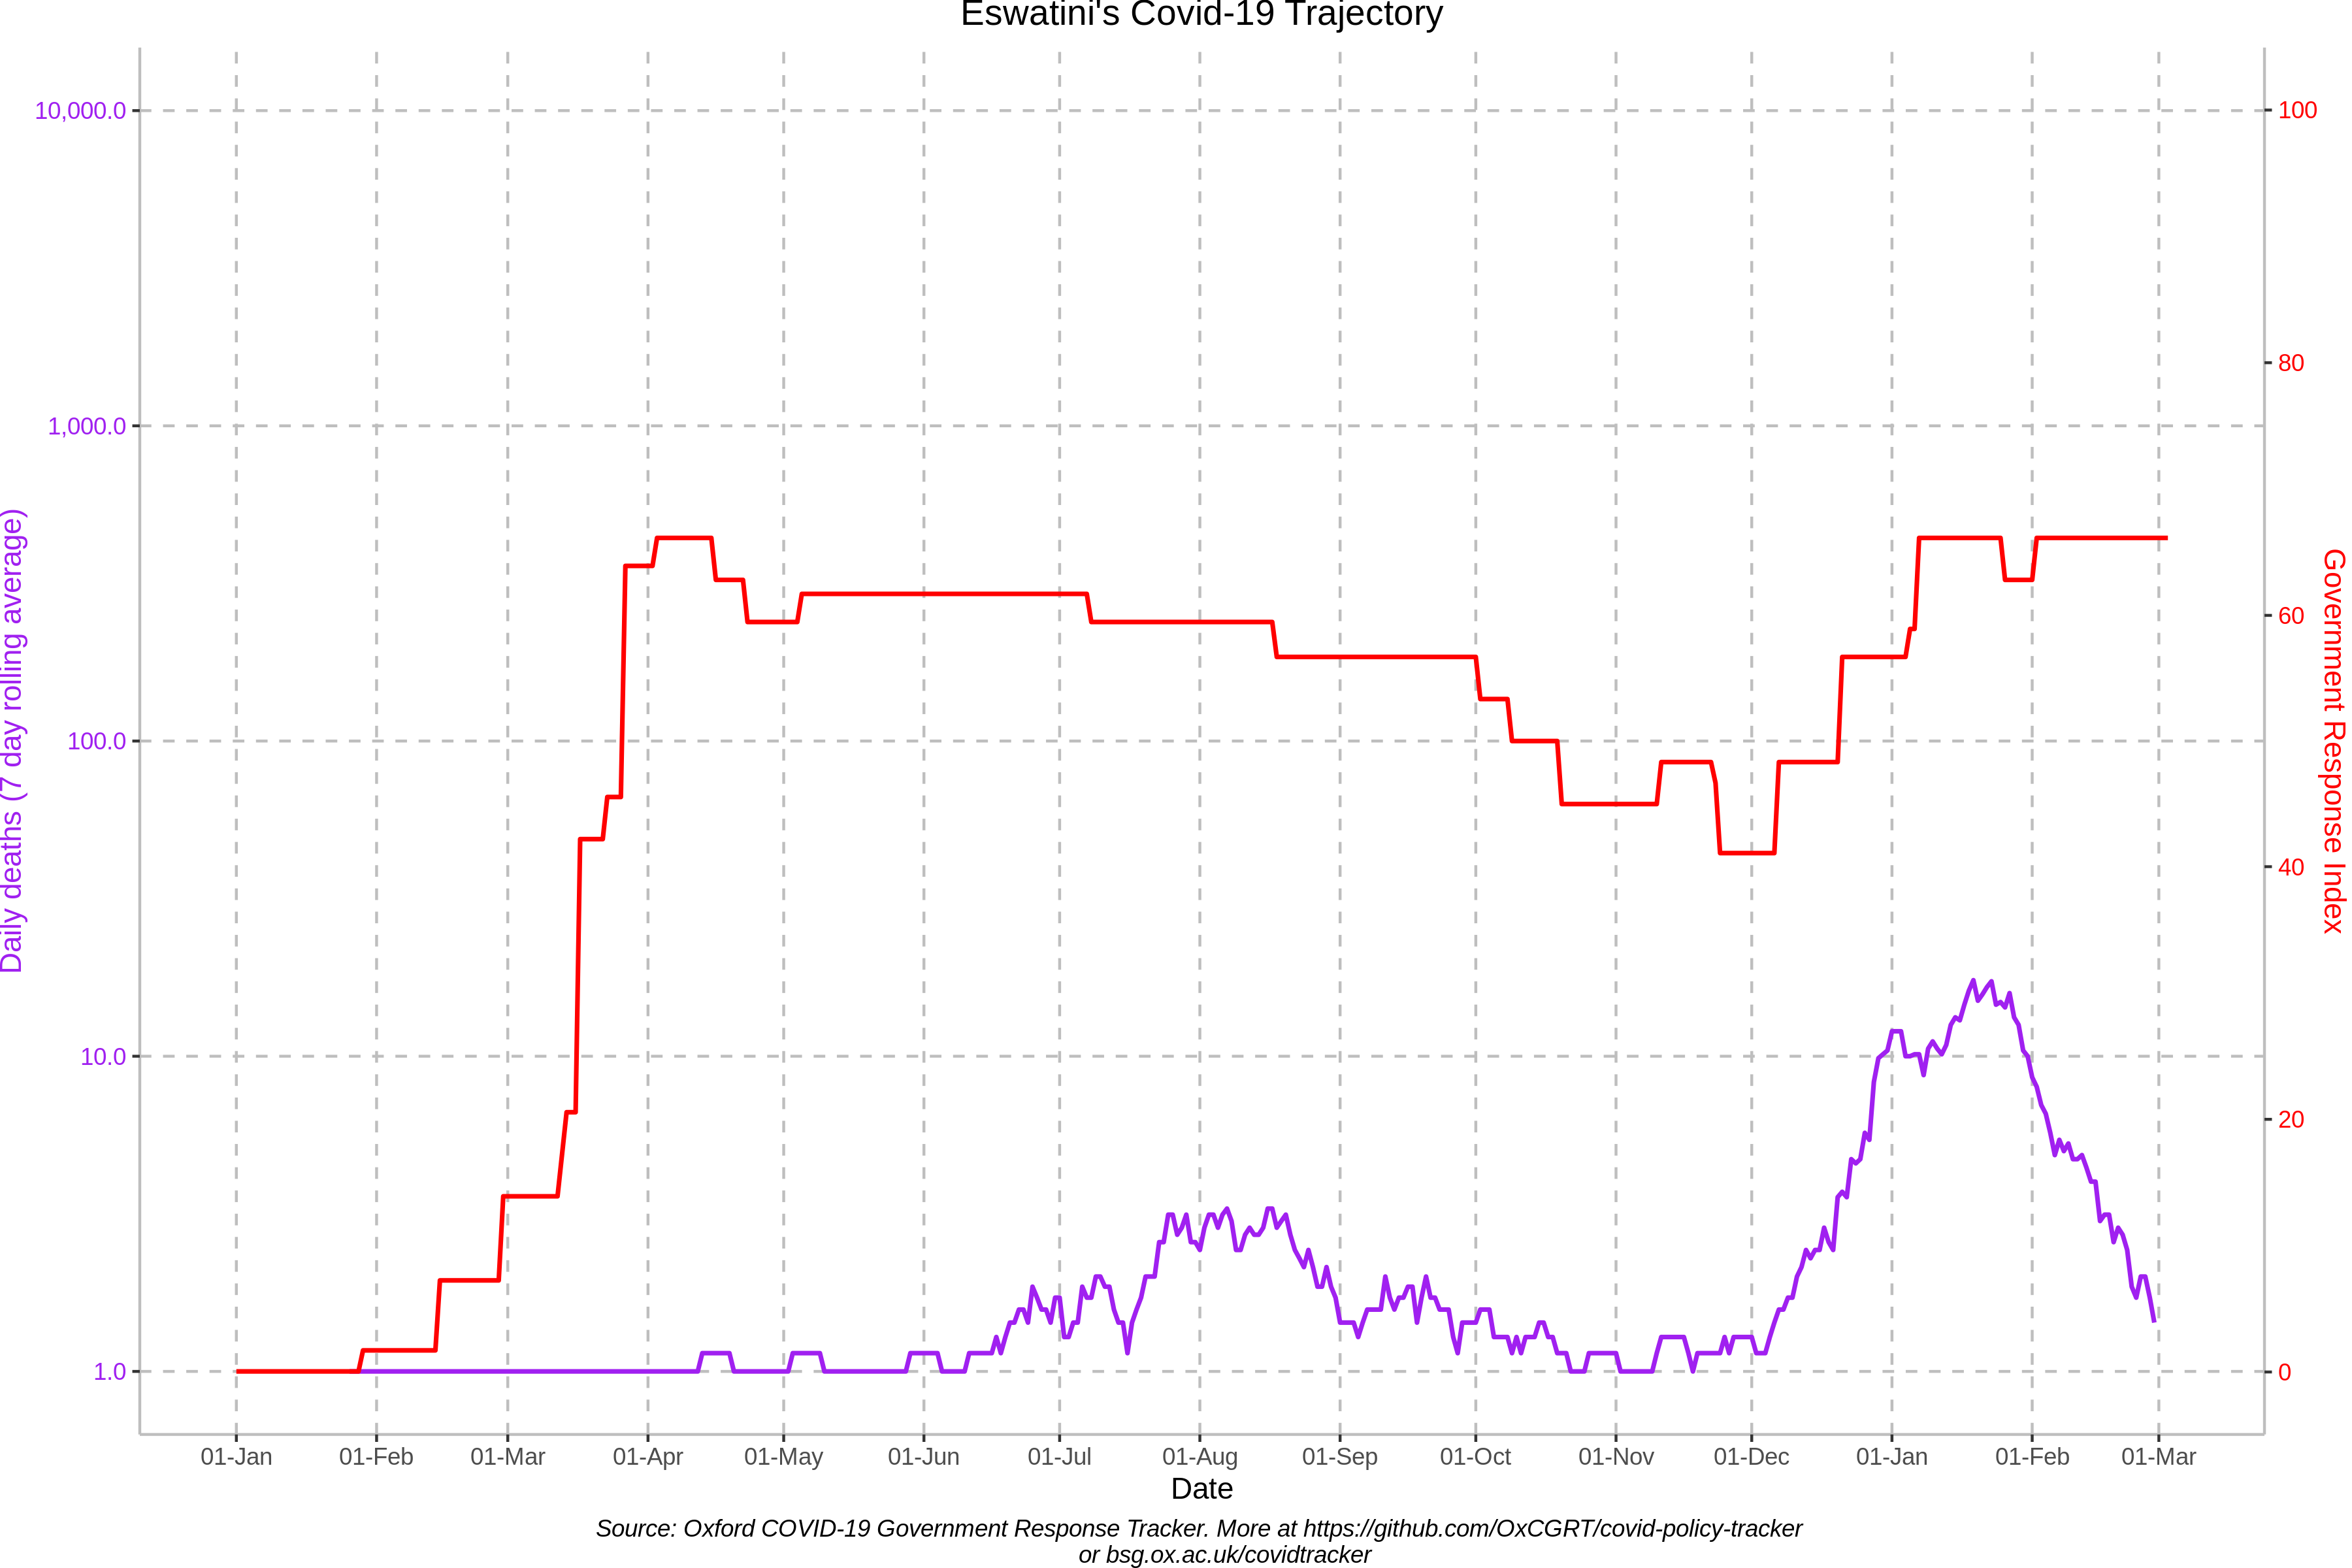 Eswatini's Covid-19 Trajectory
10,000.0
1,000.0
100.0
10.0
1.0
Daily deaths (7 day rolling average)
100
80
60
40
20
0
Government Response Index
01-Jan 01-Feb 01-Mar 01-Apr 01-May 01-Jun 01-Jul 01-Aug 01-Sep 01-Oct 01-Nov 01-Dec 01-Jan 01-Feb 01-Mar
Date
Source: Oxford COVID-19 Government Response Tracker. More at https://github.com/OxCGRT/covid-policy-tracker
or bsg.ox.ac.uk/covidtracker